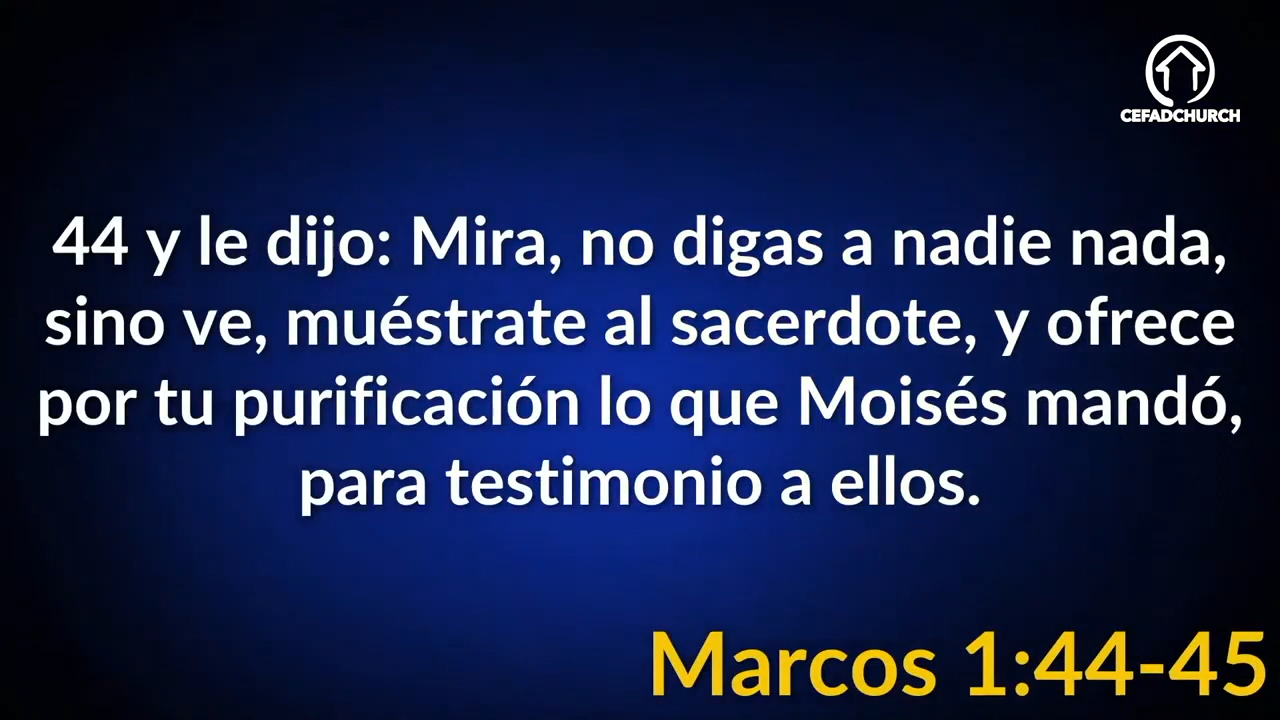 CEFADCHURCH
44 y le dijo: Mira, no digas a nadie nada,
sino ve, muéstrate al sacerdote, y ofrece
por tu purificación lo que Moisés mandó,
para testimonio a ellos.
Marcos 1:44-45